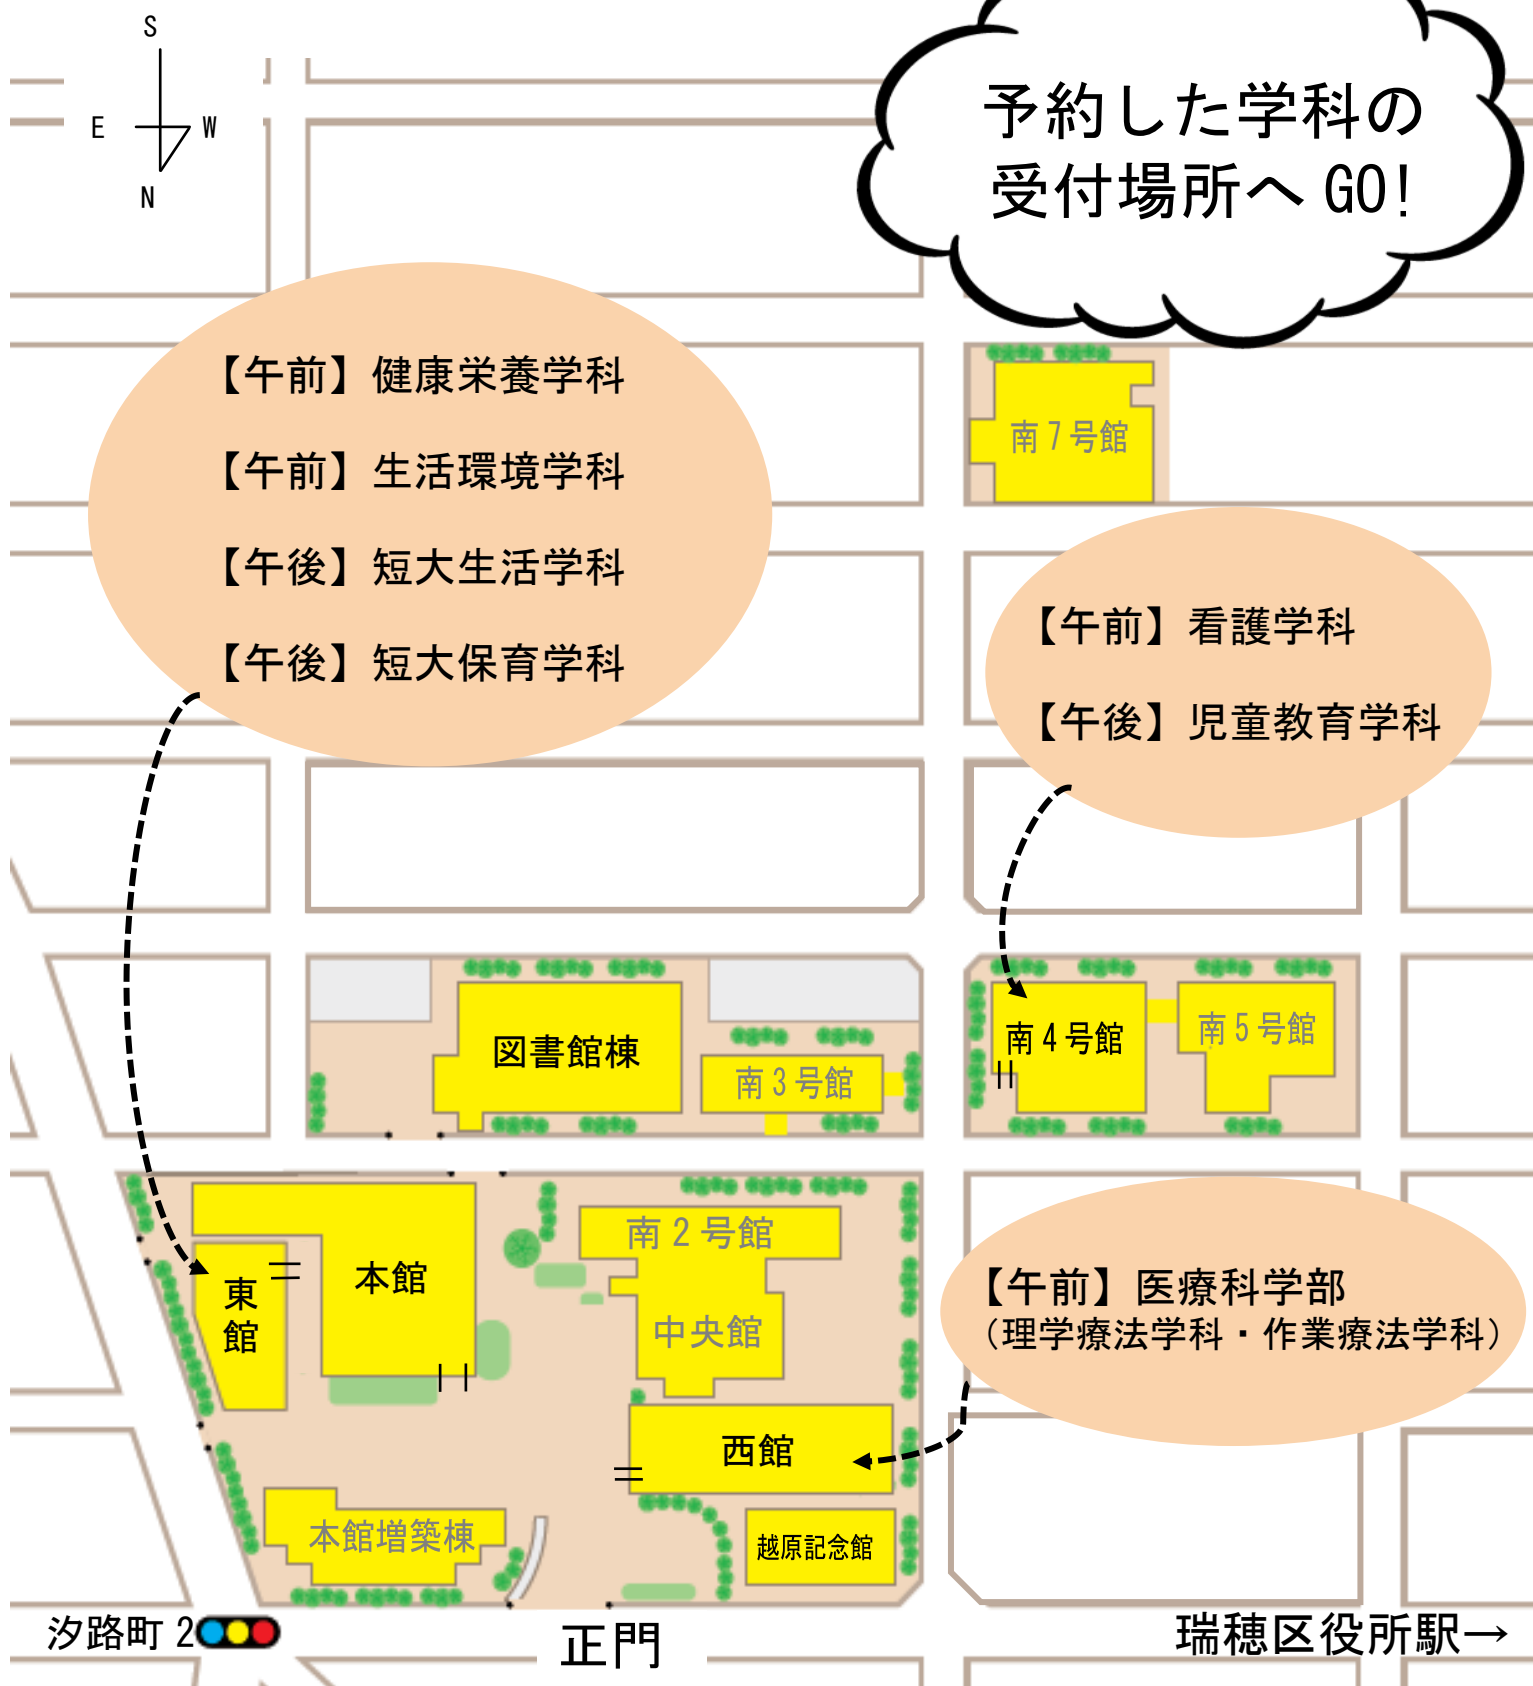 S
E
W
N
予約した学科の
受付場所へ GO!
【午前】健康栄養学科
【午前】生活環境学科
【午後】短大生活学科
【午後】短大保育学科
南 7 号館
【午前】看護学科
【午後】児童教育学科
図書館棟
南 3 号館
南 4 号館
南 5 号館
南 2 号館
本館
東
館
中央館
【午前】医療科学部
(理学療法学科・作業療法学科)
西館
本館増築棟
越原記念館
汐路町 2
正門
瑞穂区役所駅→